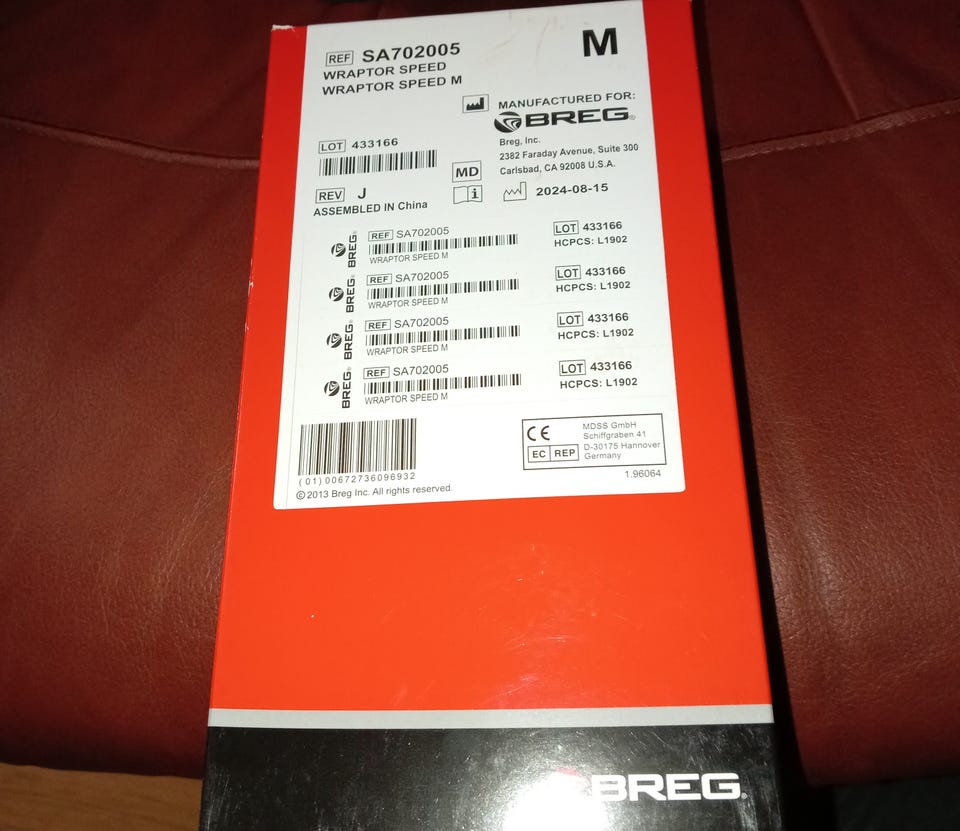 REF SA702005
WRAPTOR SPEED
WRAPTOR SPEED M
M
MANUFACTURED FOR:
BREG®
Breg, Inc.
2382 Faraday Avenue, Suite 300
Carlsbad, CA 92008 U.S.A.
LOT 433166
MD
REV J
ASSEMBLED IN China
i
2024-08-15
BREG®
REF SA702005
WRAPTOR SPEED M
LOT 433166
HCPCS: L1902
BREG®
REF SA702005
WRAPTOR SPEED M
LOT 433166
HCPCS: L1902
BREG®
REF SA702005
WRAPTOR SPEED M
LOT 433166
HCPCS: L1902
BREG®
REF SA702005
WRAPTOR SPEED M
LOT 433166
HCPCS: L1902
(01)00672736096932
© 2013 Breg Inc. All rights reserved.
CE
EC REP
MDSS GmbH
Schiffgraben 41
D-30175 Hannover
Germany
1.96064
BREG®